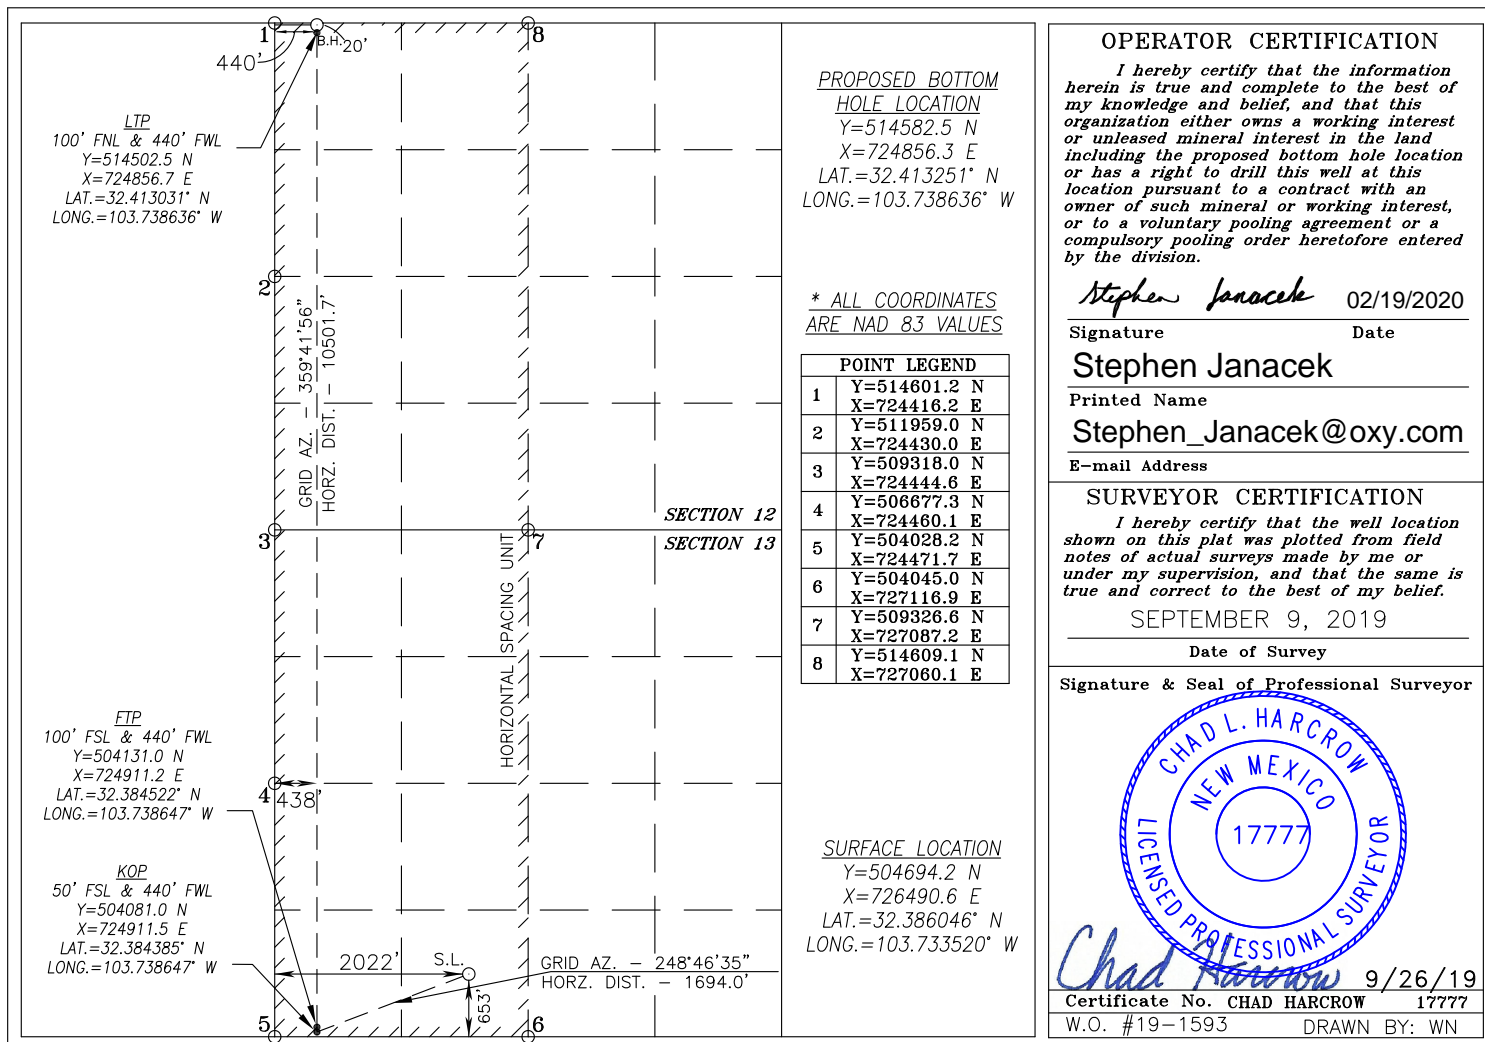 1
8
B.H.
20'
440'
LTP
100' FNL & 440' FWL
Y=514502.5 N
X=724856.7 E
LAT.=32.413031° N
LONG.=103.738636° W
2
GRID AZ. - 359°41'56"
HORZ. DIST. - 10501.7'
3
7
SECTION 12
SECTION 13
HORIZONTAL SPACING UNIT
FTP
100' FSL & 440' FWL
Y=504131.0 N
X=724911.2 E
LAT.=32.384522° N
LONG.=103.738647° W
4
438'
KOP
50' FSL & 440' FWL
Y=504081.0 N
X=724911.5 E
LAT.=32.384385° N
LONG.=103.738647° W
2022'
S.L.
653'
GRID AZ. - 248°46'35"
HORZ. DIST. - 1694.0'
5
6
PROPOSED BOTTOM
HOLE LOCATION
Y=514582.5 N
X=724856.3 E
LAT.=32.413251° N
LONG.=103.738636° W
* ALL COORDINATES
ARE NAD 83 VALUES
POINT LEGEND
1 Y=514601.2 N
X=724416.2 E
2 Y=511959.0 N
X=724430.0 E
3 Y=509318.0 N
X=724444.6 E
4 Y=506677.3 N
X=724460.1 E
5 Y=504028.2 N
X=724471.7 E
6 Y=504045.0 N
X=727116.9 E
7 Y=509326.6 N
X=727087.2 E
8 Y=514609.1 N
X=727060.1 E
SURFACE LOCATION
Y=504694.2 N
X=726490.6 E
LAT.=32.386046° N
LONG.=103.733520° W
OPERATOR CERTIFICATION
I hereby certify that the information
herein is true and complete to the best of
my knowledge and belief, and that this
organization either owns a working interest
or unleased mineral interest in the land
including the proposed bottom hole location
or has a right to drill this well at this
location pursuant to a contract with an
owner of such mineral or working interest,
or to a voluntary pooling agreement or a
compulsory pooling order heretofore entered
by the division.
Stephen Janacek 02/19/2020
Signature Date
Stephen Janacek
Printed Name
Stephen_Janacek@oxy.com
E-mail Address
SURVEYOR CERTIFICATION
I hereby certify that the well location
shown on this plat was plotted from field
notes of actual surveys made by me or
under my supervision, and that the same is
true and correct to the best of my belief.
SEPTEMBER 9, 2019
Date of Survey
Signature & Seal of Professional Surveyor
CHAD L. HARCROW
NEW MEXICO
17777
LICENSED PROFESSIONAL SURVEYOR
Chad Harcrow 9/26/19
Certificate No. CHAD HARCROW 17777
W.O. #19-1593 DRAWN BY: WN